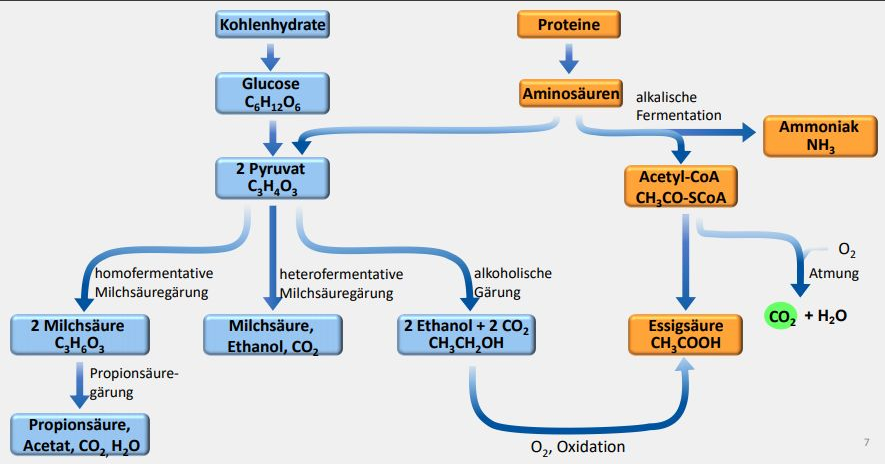 Kohlenhydrate
Proteine
Glucose
C₆H₁₂O₆
Aminosäuren
alkalische
Fermentation
Ammoniak
NH₃
2 Pyruvat
C₃H₄O₃
Acetyl-CoA
CH₃CO-SCoA
homofermentative
Milchsäuregärung
heterofermentative
Milchsäuregärung
alkoholische
Gärung
O₂
Atmung
2 Milchsäure
C₃H₆O₃
Milchsäure,
Ethanol, CO₂
2 Ethanol + 2 CO₂
CH₃CH₂OH
Essigsäure
CH₃COOH
CO₂ + H₂O
Propionsäure-
gärung
Propionsäure,
Acetat, CO₂, H₂O
O₂, Oxidation
7